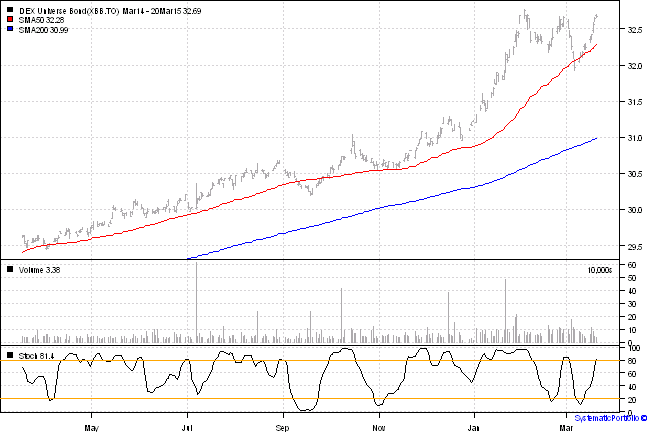 DEX Universe Bond(XBB.TO) Mar14 - 20Mar15 32.69
SMA50 32.28
SMA200 30.99
32.5
32.0
31.5
31.0
30.5
30.0
29.5
Volume 3.38
10,000s
60
50
40
30
20
10
0
Stoch 81.4
100
80
60
40
20
0
May
Jul
Sep
Nov
Jan
Mar
SystematicPortfolio ©